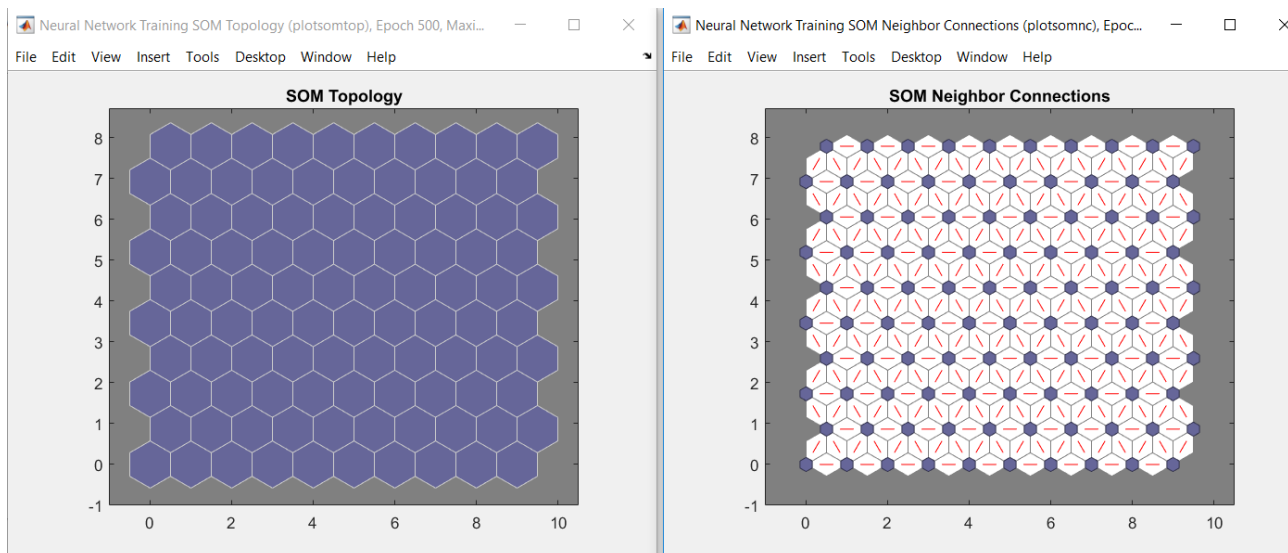 Neural Network Training SOM Topology (plotsomtop), Epoch 500, Maxi...
File Edit View Insert Tools Desktop Window Help
SOM Topology
8
7
6
5
4
3
2
1
0
-1
0 2 4 6 8 10
Neural Network Training SOM Neighbor Connections (plotsomnc), Epoc...
File Edit View Insert Tools Desktop Window Help
SOM Neighbor Connections
8
7
6
5
4
3
2
1
0
-1
0 2 4 6 8 10